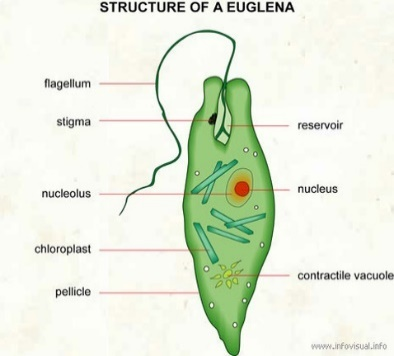 STRUCTURE OF A EUGLENA
flagellum
stigma
reservoir
nucleolus
nucleus
chloroplast
contractile vacuole
pellicle
www.infovisual.info